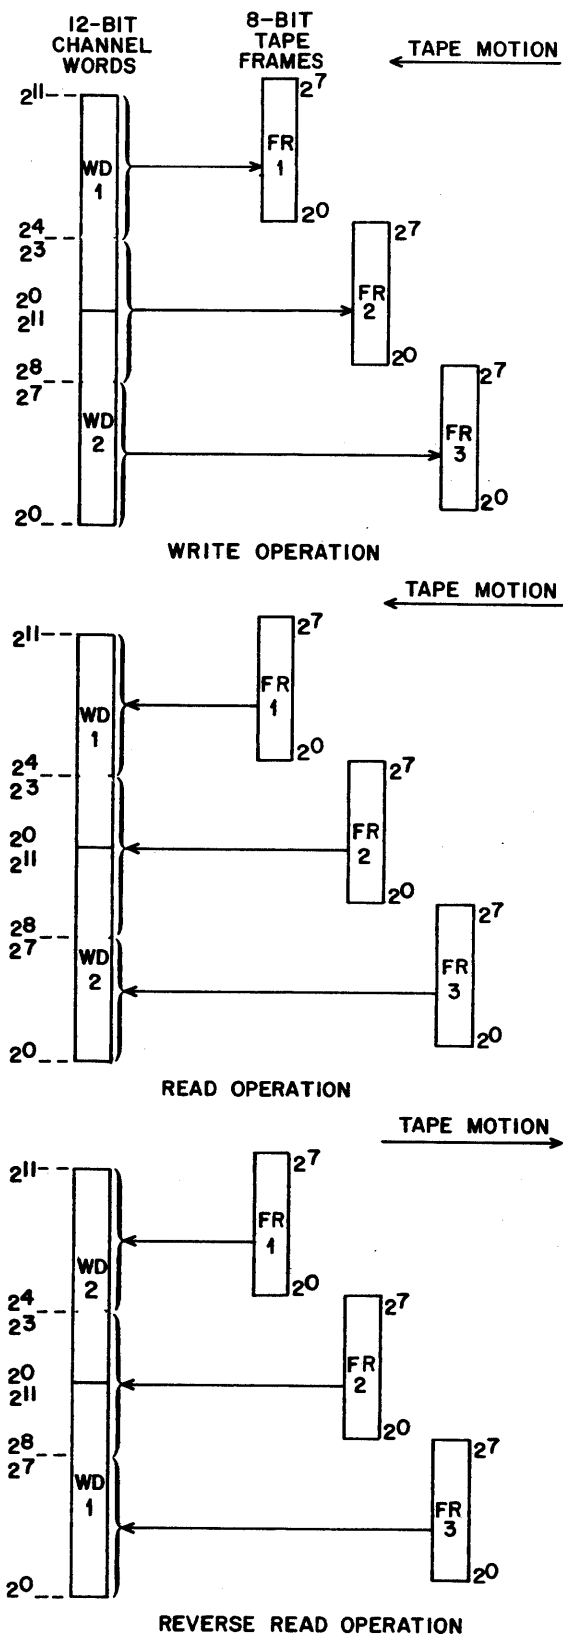 12-BIT
CHANNEL
WORDS
8-BIT
TAPE
FRAMES
TAPE MOTION
2¹¹
2⁷
WD
1
FR
1
2⁰
2⁴
2³
2⁷
2⁰
2¹¹
FR
2
2⁸
2⁷
2⁰
2⁷
WD
2
FR
3
2⁰
2⁰
WRITE OPERATION
TAPE MOTION
2¹¹
2⁷
FR
1
WD
1
2⁰
2⁴
2³
2⁷
2⁰
2¹¹
FR
2
2⁰
2⁸
2⁷
2⁷
WD
2
FR
3
2⁰
2⁰
READ OPERATION
TAPE MOTION
2¹¹
2⁷
FR
1
WD
2
2⁰
2⁴
2³
2⁷
2⁰
2¹¹
FR
2
2⁰
2⁸
2⁷
2⁷
WD
1
FR
3
2⁰
2⁰
REVERSE READ OPERATION